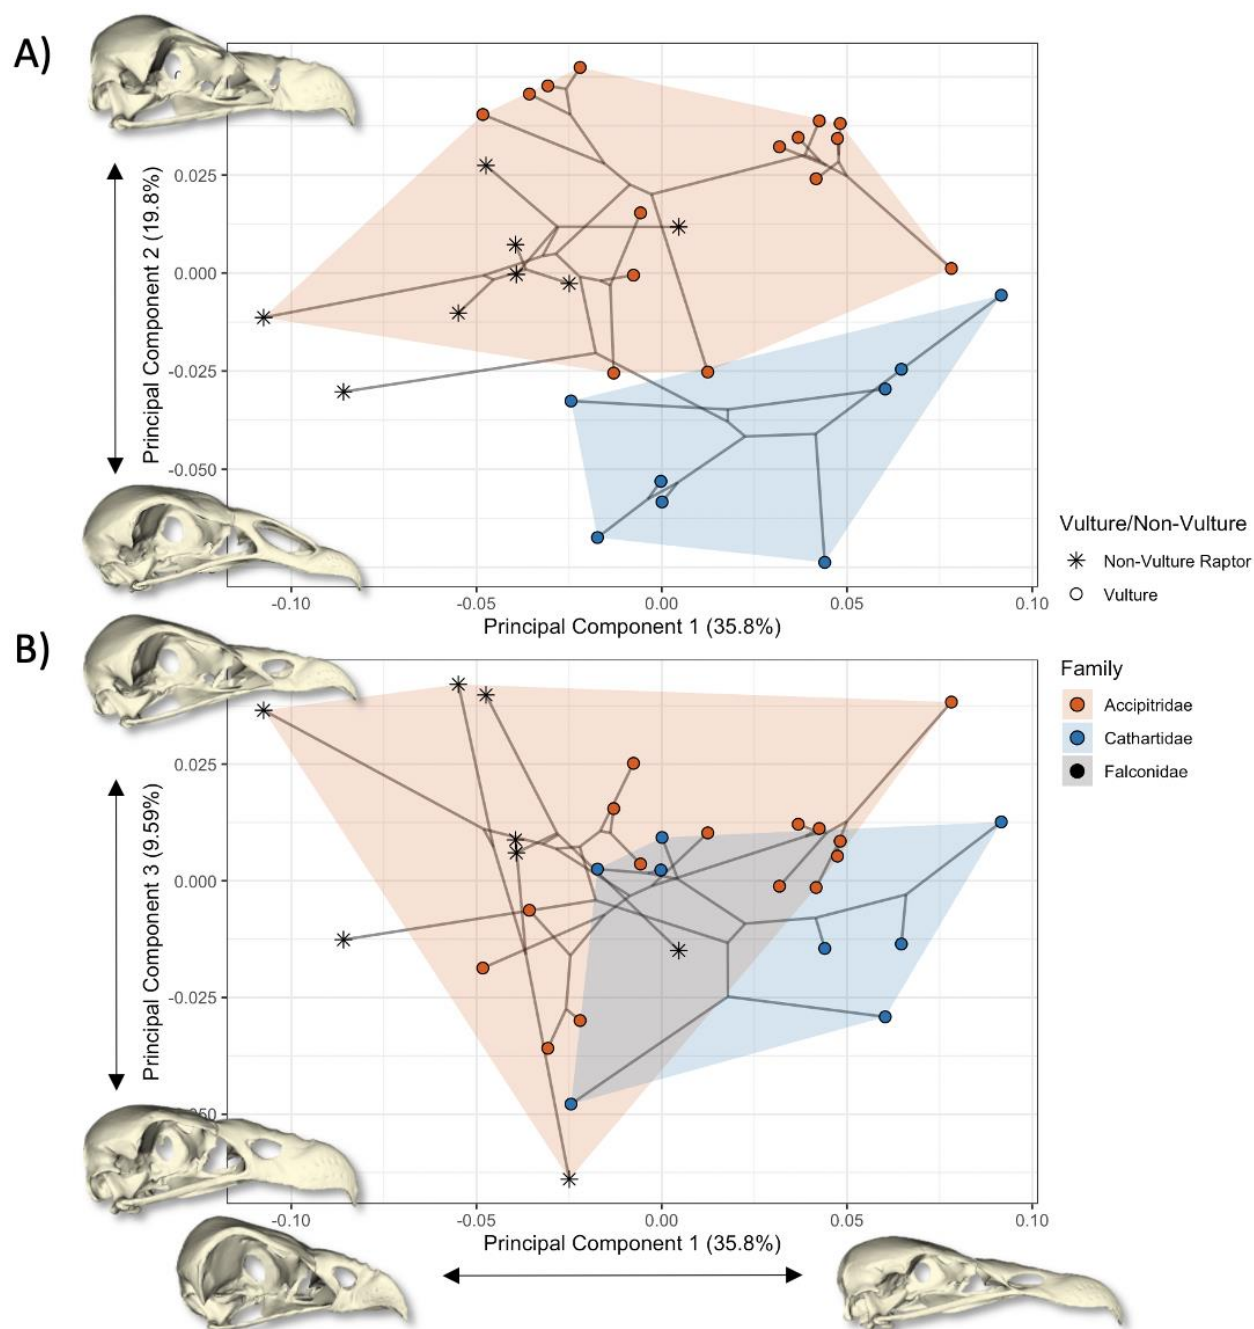 A)
Principal Component 2 (19.8%)
0.025
0.000
-0.025
-0.050
-0.10 -0.05 0.00 0.05 0.10
Principal Component 1 (35.8%)
Vulture/Non-Vulture
Non-Vulture Raptor
Vulture
Family
Accipitridae
Cathartidae
Falconidae
B)
Principal Component 3 (9.59%)
0.025
0.000
-0.025
-0.10 -0.05 0.00 0.05 0.10
Principal Component 1 (35.8%)